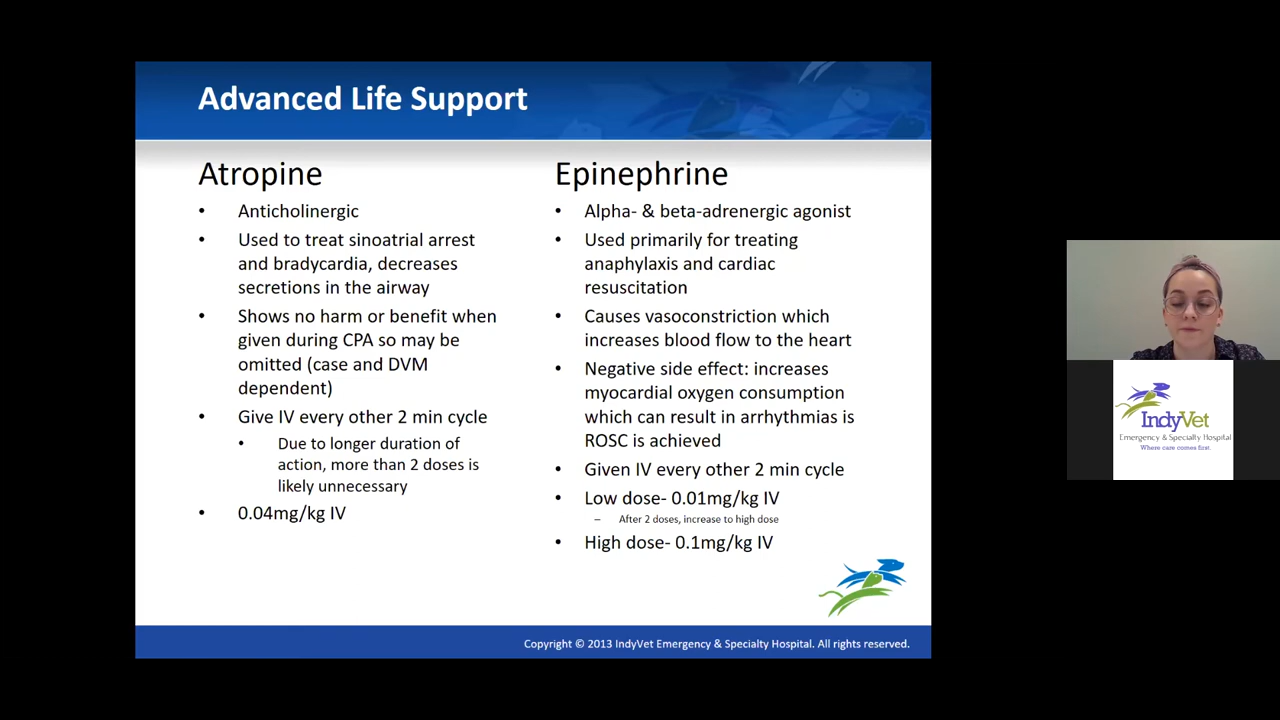 Advanced Life Support
Atropine
• Anticholinergic
• Used to treat sinoatrial arrest
and bradycardia, decreases
secretions in the airway
• Shows no harm or benefit when
given during CPA so may be
omitted (case and DVM
dependent)
• Give IV every other 2 min cycle
• Due to longer duration of
action, more than 2 doses is
likely unnecessary
• 0.04mg/kg IV
Epinephrine
• Alpha- & beta-adrenergic agonist
• Used primarily for treating
anaphylaxis and cardiac
resuscitation
• Causes vasoconstriction which
increases blood flow to the heart
• Negative side effect: increases
myocardial oxygen consumption
which can result in arrhythmias is
ROSC is achieved
• Given IV every other 2 min cycle
• Low dose- 0.01mg/kg IV
– After 2 doses, increase to high dose
• High dose- 0.1mg/kg IV
Copyright © 2013 IndyVet Emergency & Specialty Hospital. All rights reserved.
IndyVet
Emergency & Specialty Hospital
Where care comes first.